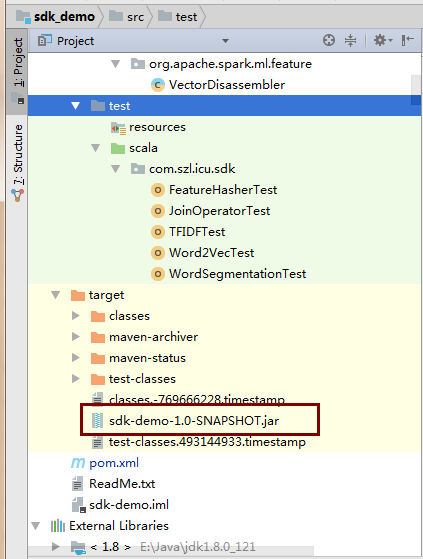 sdk_demo src test
1: Project
7: Structure
Project
org.apache.spark.ml.feature
VectorDisassembler
test
resources
scala
com.szl.icu.sdk
FeatureHasherTest
JoinOperatorTest
TFIDFTest
Word2VecTest
WordSegmentationTest
target
classes
maven-archiver
maven-status
test-classes
classes.-769666228.timestamp
sdk-demo-1.0-SNAPSHOT.jar
test-classes.493144933.timestamp
pom.xml
ReadMe.txt
sdk-demo.iml
External Libraries
< 1.8 > E:\Java\jdk1.8.0_121